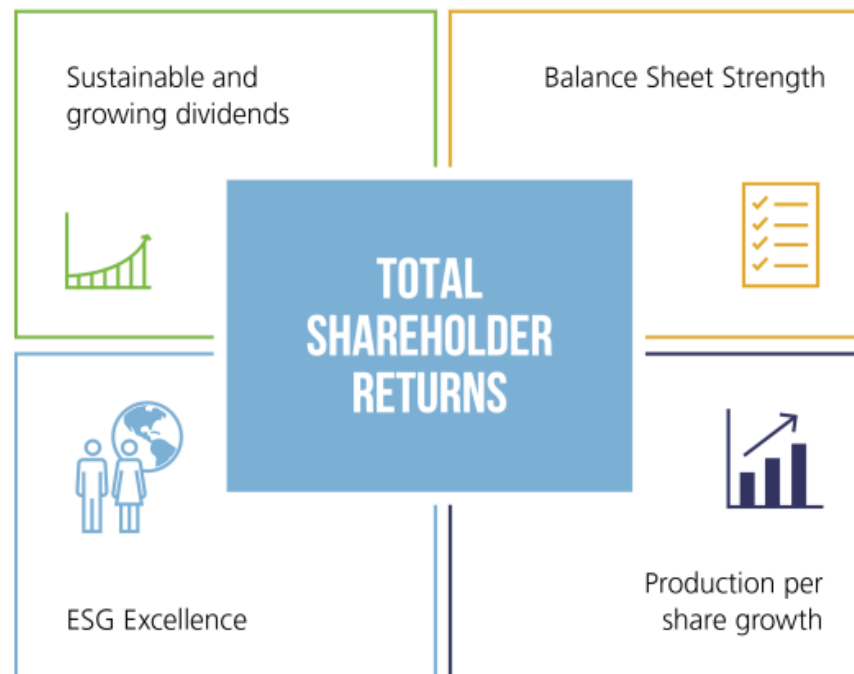 Sustainable and
growing dividends
Balance Sheet Strength
TOTAL
SHAREHOLDER
RETURNS
ESG Excellence
Production per
share growth